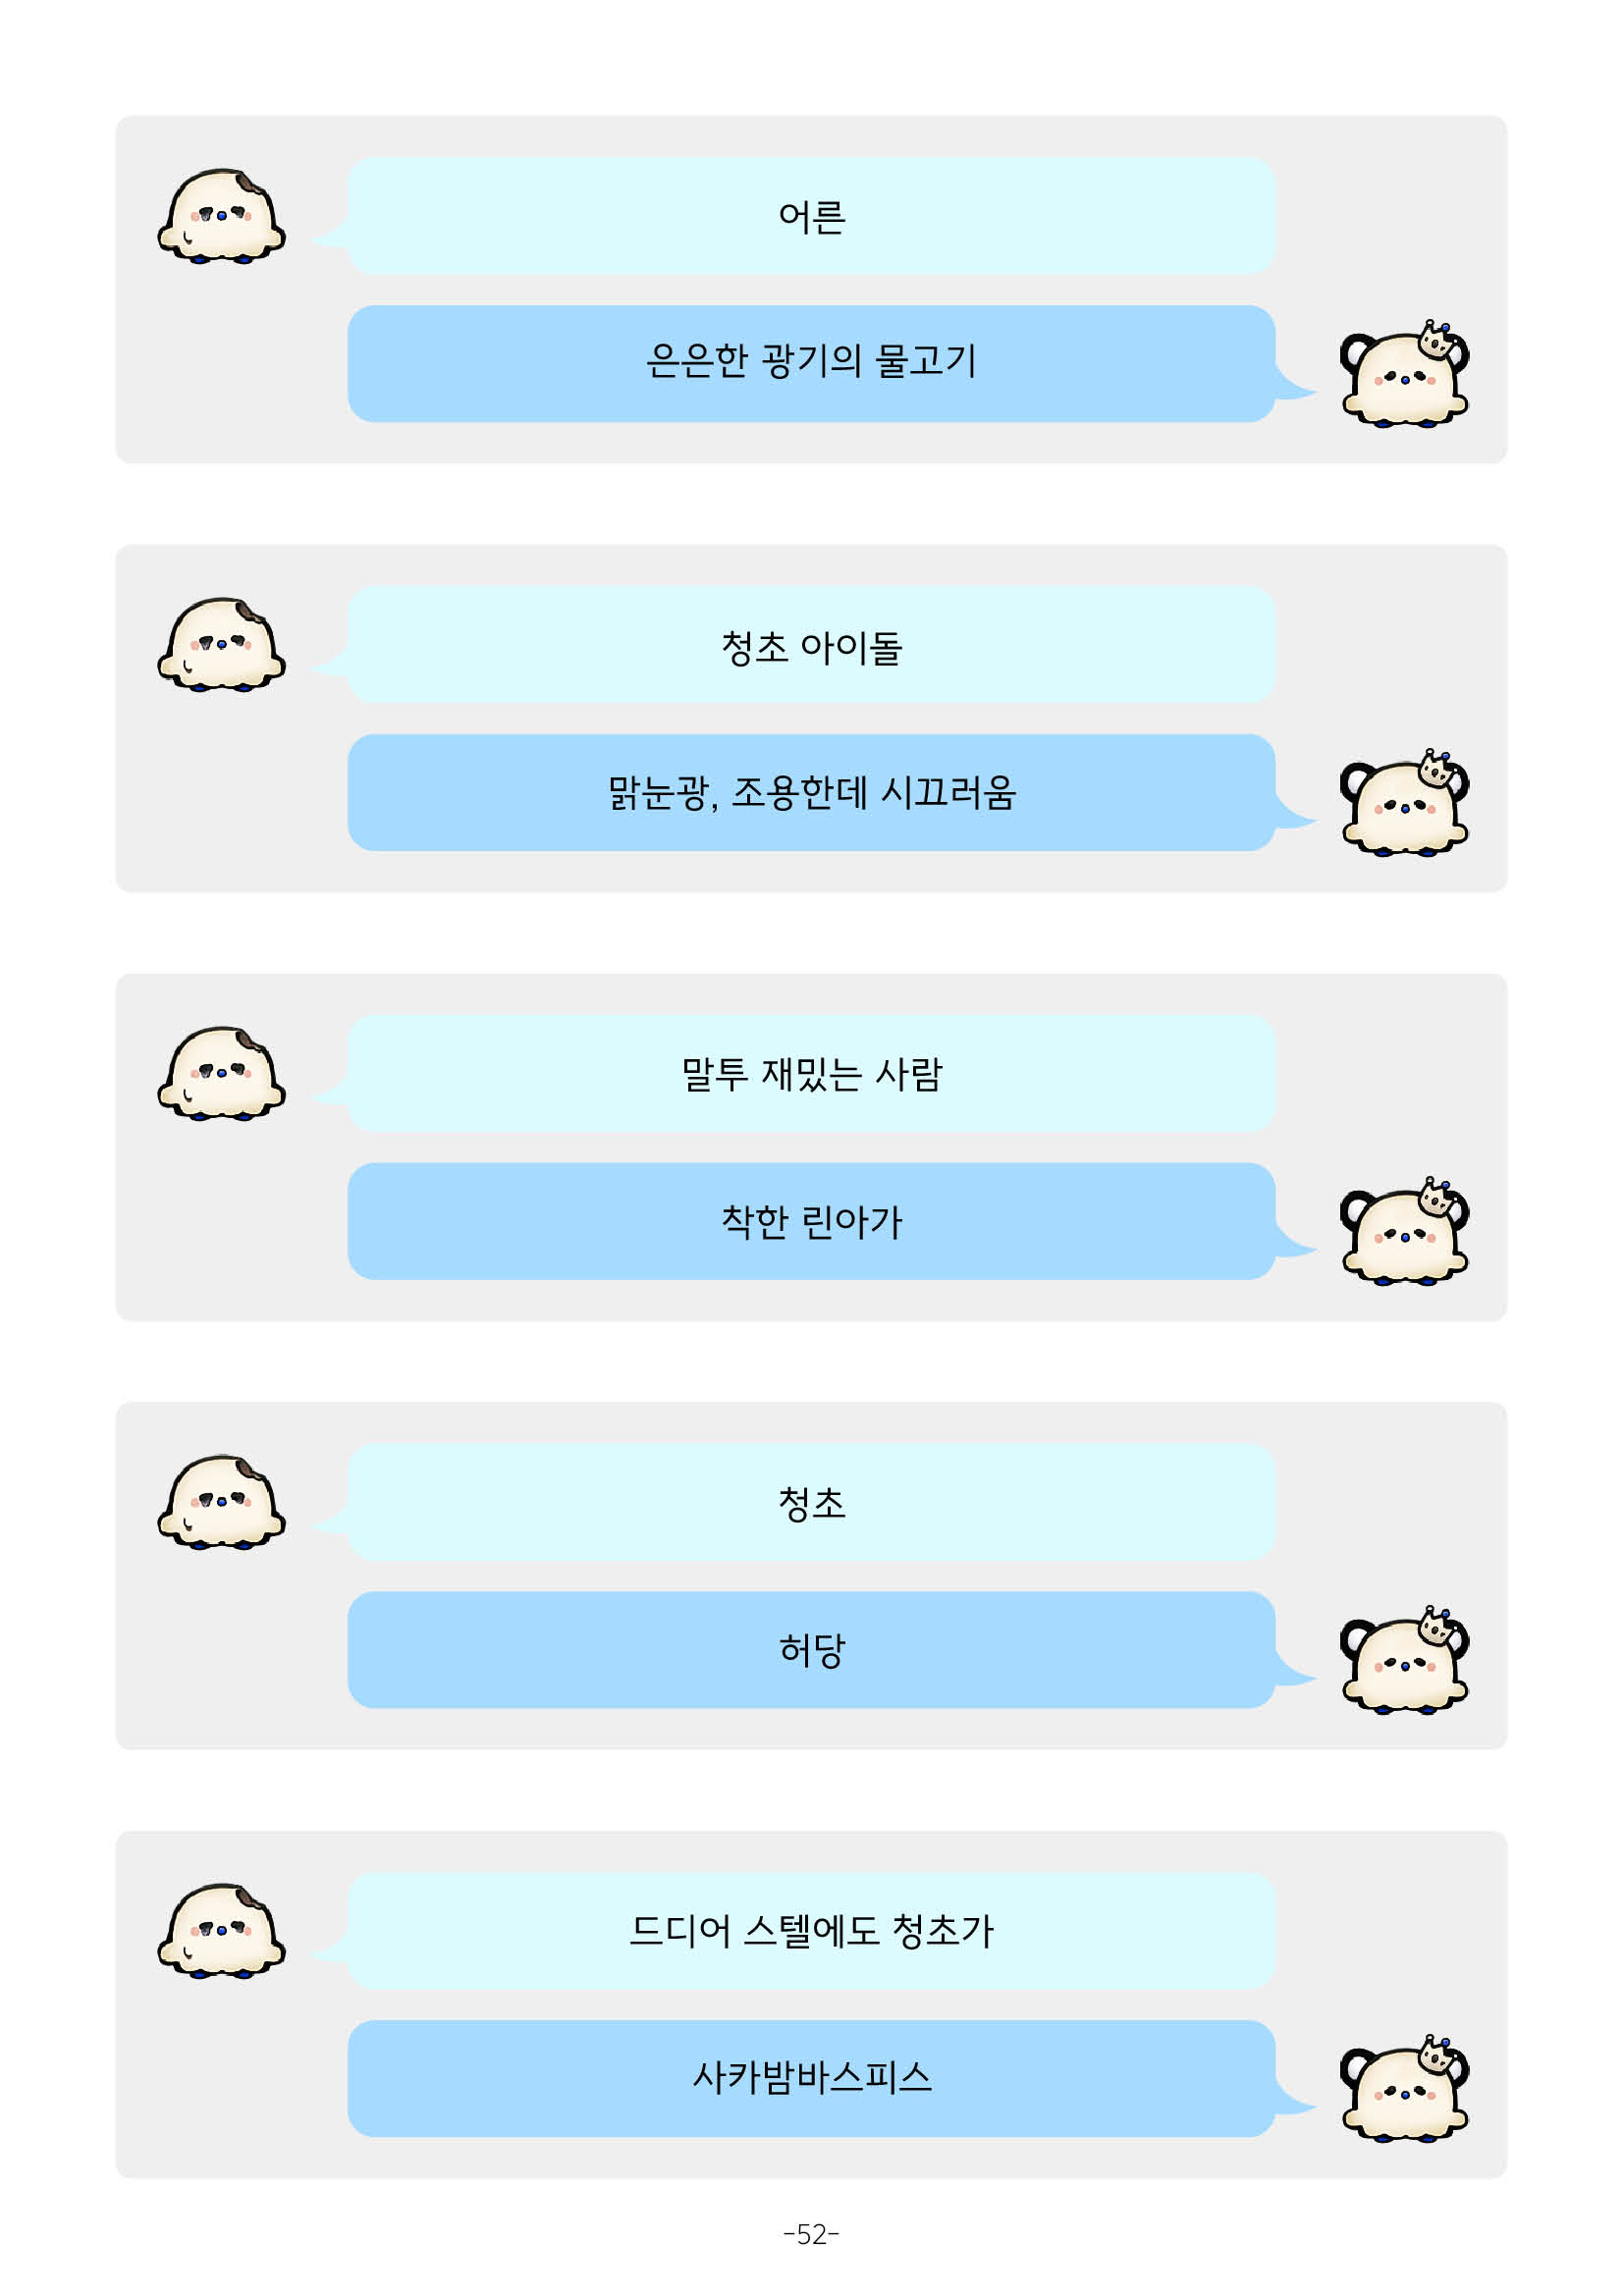 어른
은은한 광기의 물고기
청초 아이돌
맑눈광, 조용한데 시끄러움
말투 재밌는 사람
착한 린아가
청초
허당
드디어 스텔에도 청초가
사카밤바스피스
-52-